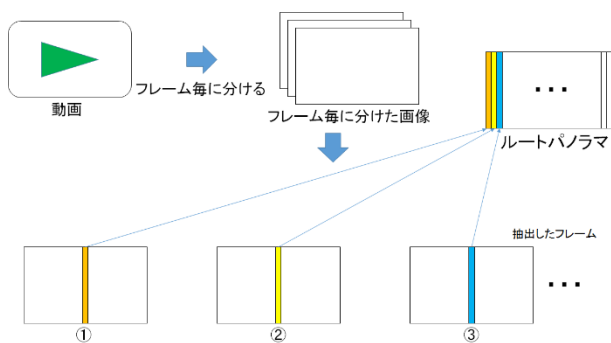 動画
フレーム毎に分ける
フレーム毎に分けた画像
・・・
ルートパノラマ
抽出したフレーム
・・・
①
②
③